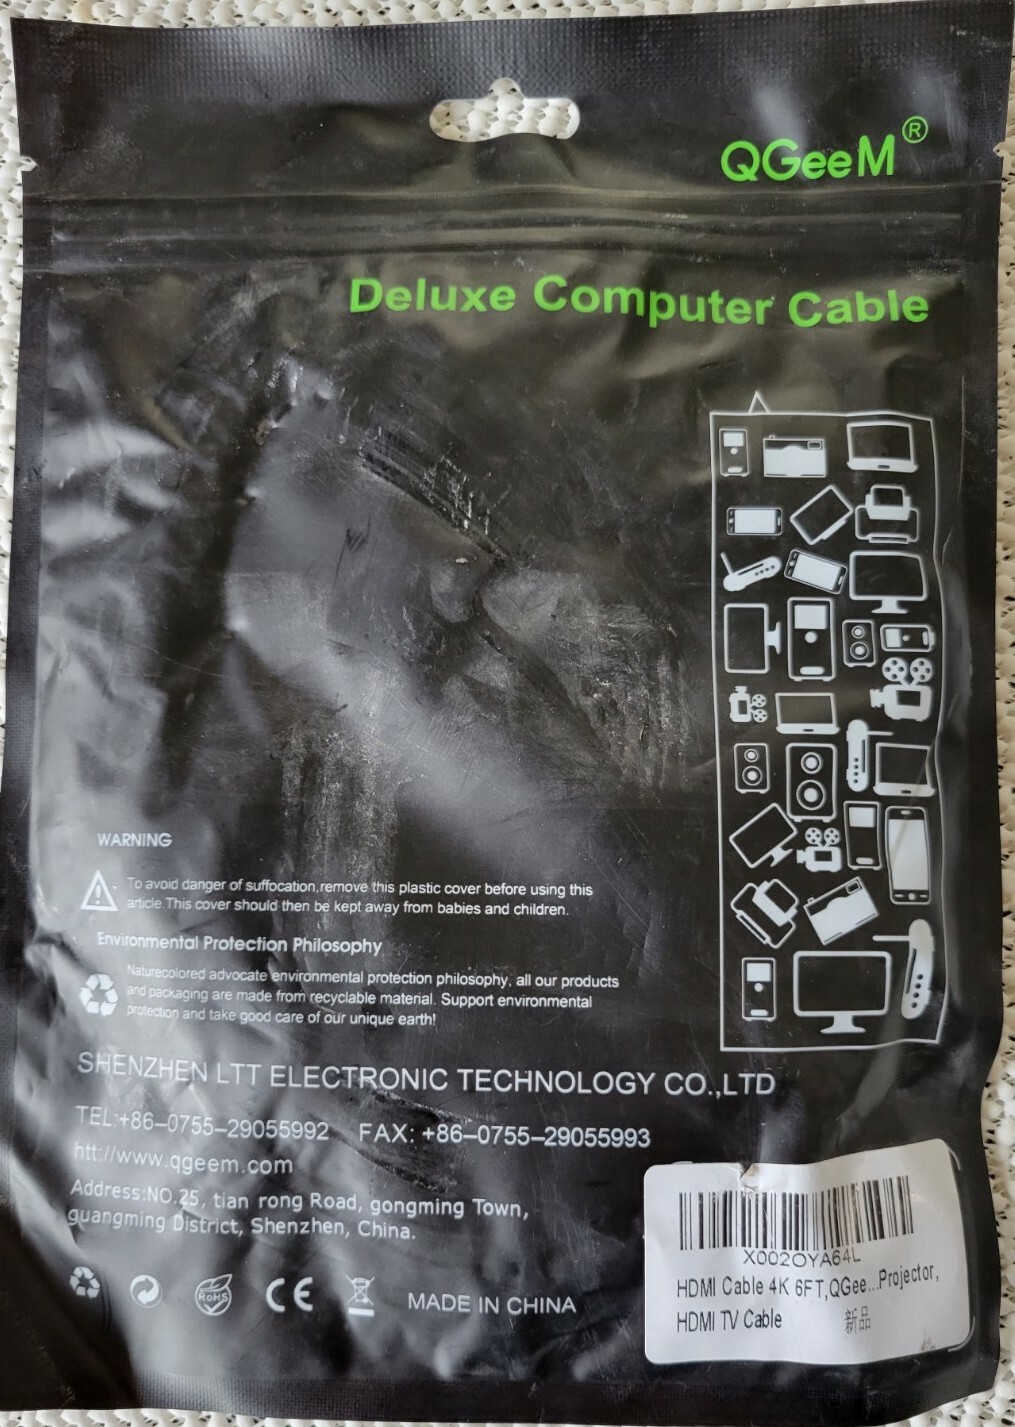 QGeeM®
Deluxe Computer Cable
WARNING
To avoid danger of suffocation,remove this plastic cover before using this
article.This cover should then be kept away from babies and children.
Environmental Protection Philosophy
Naturecolored advocate environmental protection philosophy, all our products
and packaging are made from recyclable material. Support environmental
protection and take good care of our unique earth!
SHENZHEN LTT ELECTRONIC TECHNOLOGY CO.,LTD
TEL:+86–0755–29055992 FAX: +86–0755–29055993
htt://www.qgeem.com
Address:NO.25, tian rong Road, gongming Town,
guangming District, Shenzhen, China.
RoHS CE MADE IN CHINA
X002OYA64L
HDMI Cable 4K 6FT,QGee...Projector,
HDMI TV Cable 新品